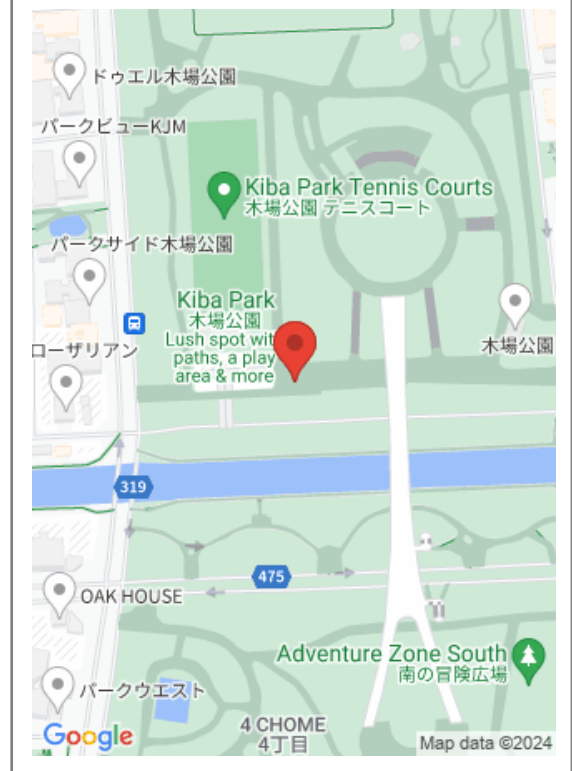 ドゥエル木場公園
パークビューKJM
Kiba Park Tennis Courts
木場公園 テニスコート
パークサイド木場公園
Kiba Park
木場公園
Lush spot with
paths, a play
area & more
木場公園
ローザリアン
319
475
OAK HOUSE
Adventure Zone South
南の冒険広場
パークウエスト
4 CHOME
4丁目
Google
Map data ©2024